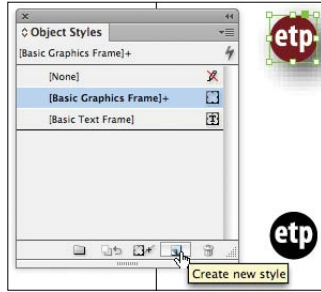 Object Styles
[Basic Graphics Frame]+
[None]
[Basic Graphics Frame]+
[Basic Text Frame]
Create new style
etp
etp